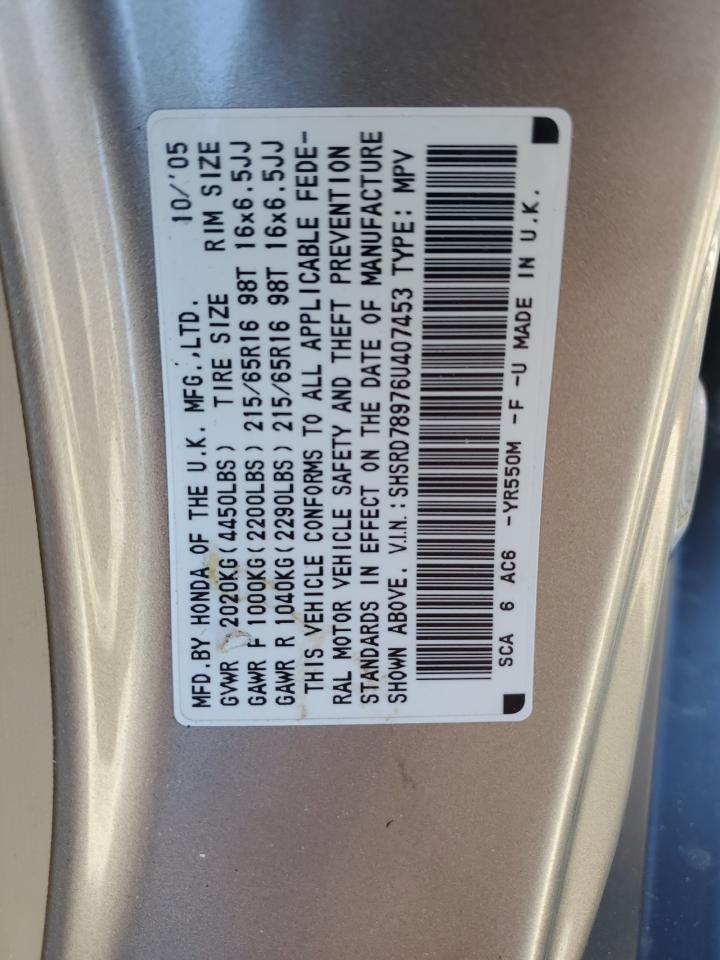 MFD.BY HONDA OF THE U.K. MFG.,LTD. 10/'05
GVWR 2020KG(4450LBS) TIRE SIZE RIM SIZE
GAWR F 1000KG(2200LBS) 215/65R16 98T 16x6.5JJ
GAWR R 1040KG(2290LBS) 215/65R16 98T 16x6.5JJ
THIS VEHICLE CONFORMS TO ALL APPLICABLE FEDE-
RAL MOTOR VEHICLE SAFETY AND THEFT PREVENTION
STANDARDS IN EFFECT ON THE DATE OF MANUFACTURE
SHOWN ABOVE. V.I.N.:SHSRD78976U407453 TYPE: MPV
SCA 6 AC6 -YR550M -F -U MADE IN U.K.